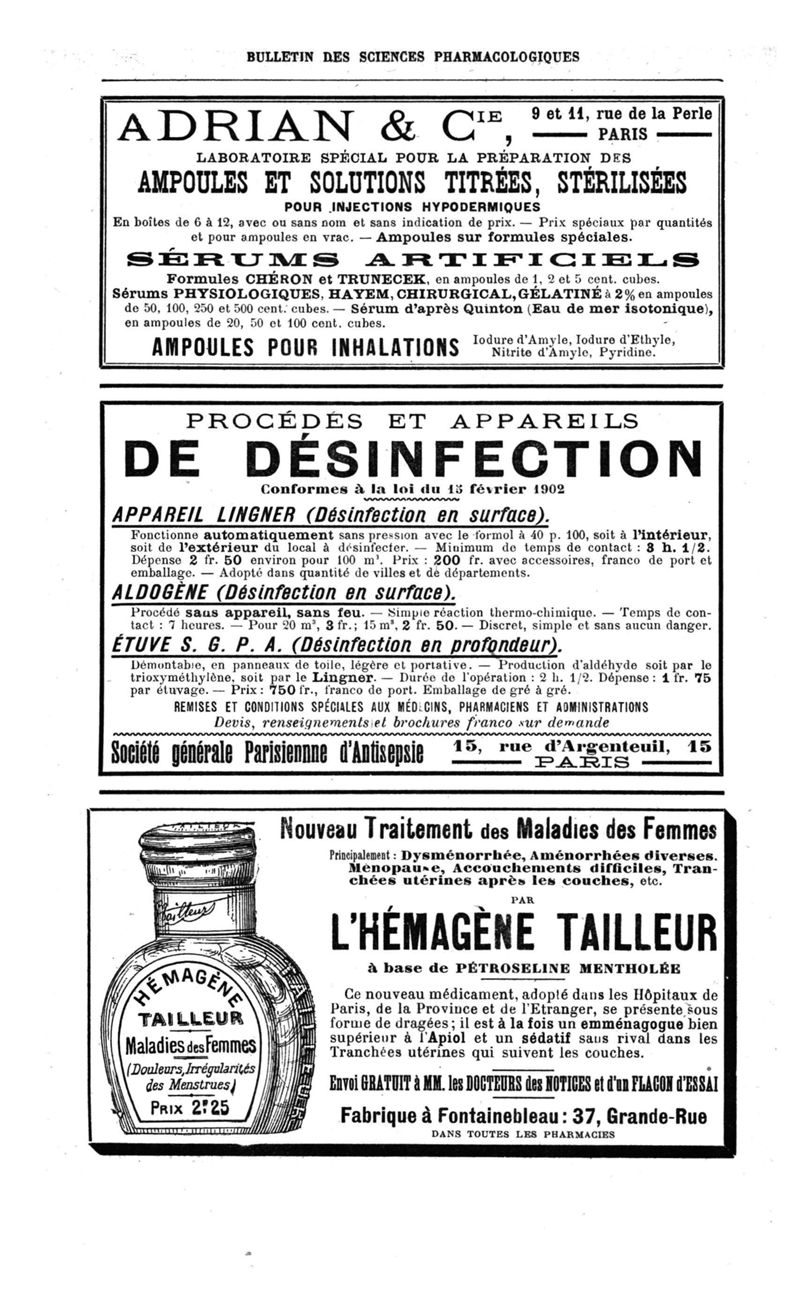 BULLETIN DES SCIENCES PHARMACOLOGIQUES
ADRIAN & CIE, 9 et 11, rue de la Perle
PARIS
LABORATOIRE SPÉCIAL POUR LA PRÉPARATION DES
AMPOULES ET SOLUTIONS TITRÉES, STÉRILISÉES
POUR INJECTIONS HYPODERMIQUES
En boîtes de 6 à 12, avec ou sans nom et sans indication de prix. — Prix spéciaux par quantités
et pour ampoules en vrac. — Ampoules sur formules spéciales.
SÉRUMS ARTIFICIELS
Formules CHÉRON et TRUNECEK, en ampoules de 1, 2 et 5 cent. cubes.
Sérums PHYSIOLOGIQUES, HAYEM, CHIRURGICAL, GÉLATINÉ à 2% en ampoules
de 50, 100, 250 et 500 cent. cubes. — Sérum d'après Quinton (Eau de mer isotonique),
en ampoules de 20, 50 et 100 cent. cubes.
AMPOULES POUR INHALATIONS Iodure d'Amyle, Iodure d'Ethyle,
Nitrite d'Amyle, Pyridine.
PROCÉDÉS ET APPAREILS
DE DÉSINFECTION
Conformes à la loi du 15 février 1902
APPAREIL LINGNER (Désinfection en surface).
Fonctionne automatiquement sans pression avec le formol à 40 p. 100, soit à l'intérieur,
soit de l'extérieur du local à désinfecter. — Minimum de temps de contact : 3 h. 1/2.
Dépense 2 fr. 50 environ pour 100 m³. Prix : 200 fr. avec accessoires, franco de port et
emballage. — Adopté dans quantité de villes et de départements.
ALDOGÈNE (Désinfection en surface).
Procédé sans appareil, sans feu. — Simple réaction thermo-chimique. — Temps de con-
tact : 7 heures. — Pour 20 m³, 3 fr.; 15 m³, 2 fr. 50. — Discret, simple et sans aucun danger.
ÉTUVE S. G. P. A. (Désinfection en profondeur).
Démontable, en panneaux de toile, légère et portative. — Production d'aldéhyde soit par le
trioxyméthylène, soit par le Lingner. — Durée de l'opération : 2 h. 1/2. Dépense : 1 fr. 75
par étuvage. — Prix : 750 fr., franco de port. Emballage de gré à gré.
REMISES ET CONDITIONS SPÉCIALES AUX MÉDECINS, PHARMACIENS ET ADMINISTRATIONS
Devis, renseignements et brochures franco sur demande
Société générale Parisiennne d'Antisepsie 15, rue d'Argenteuil, 15
PARIS
Nouveau Traitement des Maladies des Femmes
Principalement : Dysménorrhée, Aménorrhées diverses.
Ménopause, Accouchements difficiles, Tran-
chées utérines après les couches, etc.
PAR
L'HÉMAGÈNE TAILLEUR
à base de PÉTROSELINE MENTHOLÉE
Ce nouveau médicament, adopté dans les Hôpitaux de
Paris, de la Province et de l'Etranger, se présente sous
forme de dragées ; il est à la fois un emménagogue bien
supérieur à l'Apiol et un sédatif sans rival dans les
Tranchées utérines qui suivent les couches.
Envoi GRATUIT à MM. les DOCTEURS des NOTICES et d'un FLACON d'ESSAI
Fabrique à Fontainebleau : 37, Grande-Rue
DANS TOUTES LES PHARMACIES
Tailleur
HÉMAGÈNE
TAILLEUR
Maladies des Femmes
(Douleurs, Irrégularités
des Menstrues)
PRIX 2Fr 25
TAILLEUR